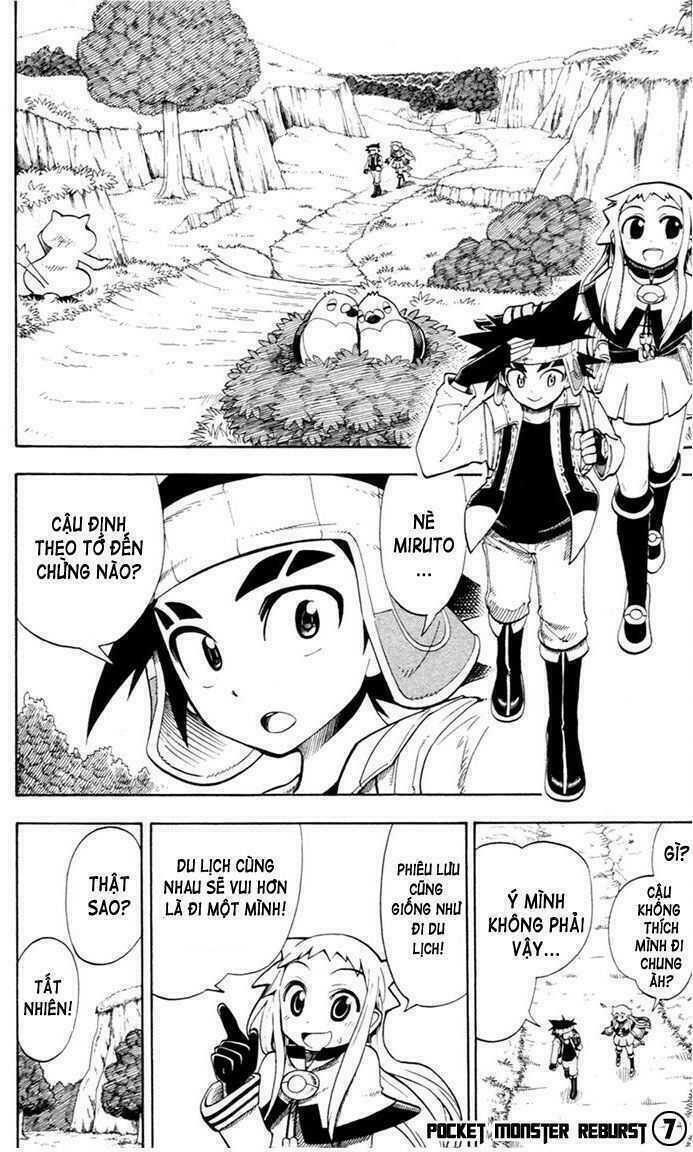 NÈ
MIRUTO
...
CẬU ĐỊNH
THEO TỚ ĐẾN
CHỪNG NÀO?
GÌ?
CẬU
KHÔNG
THÍCH
MÌNH ĐI
CHUNG
ÀH?
Ý MÌNH
KHÔNG PHẢI
VẬY...
PHIÊU LƯU
CŨNG
GIỐNG NHƯ
ĐI DU
LỊCH!
DU LỊCH CÙNG
NHAU SẼ VUI HƠN
LÀ ĐI MỘT MÌNH!
THẬT
SAO?
TẤT
NHIÊN!
POCKET MONSTER REBURST 7